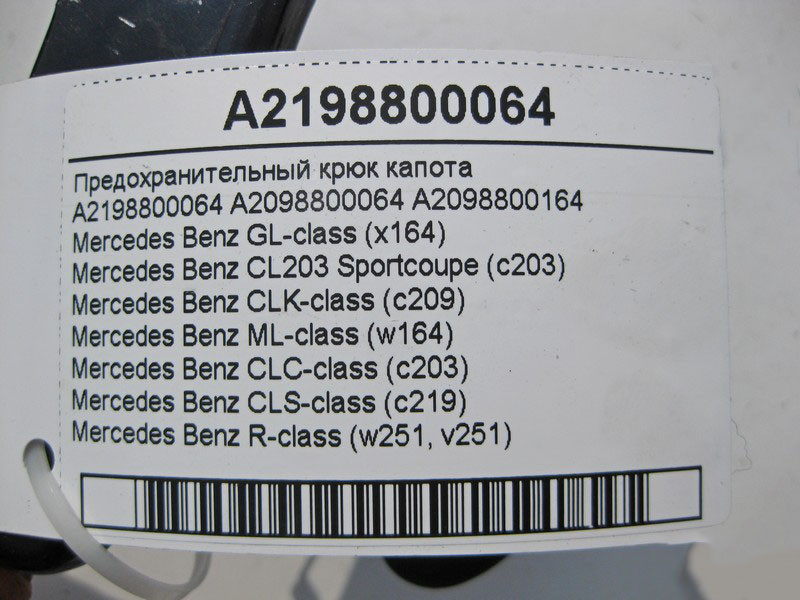 A2198800064
Предохранительный крюк капота
A2198800064 A2098800064 A2098800164
Mercedes Benz GL-class (x164)
Mercedes Benz CL203 Sportcoupe (c203)
Mercedes Benz CLK-class (c209)
Mercedes Benz ML-class (w164)
Mercedes Benz CLC-class (c203)
Mercedes Benz CLS-class (c219)
Mercedes Benz R-class (w251, v251)